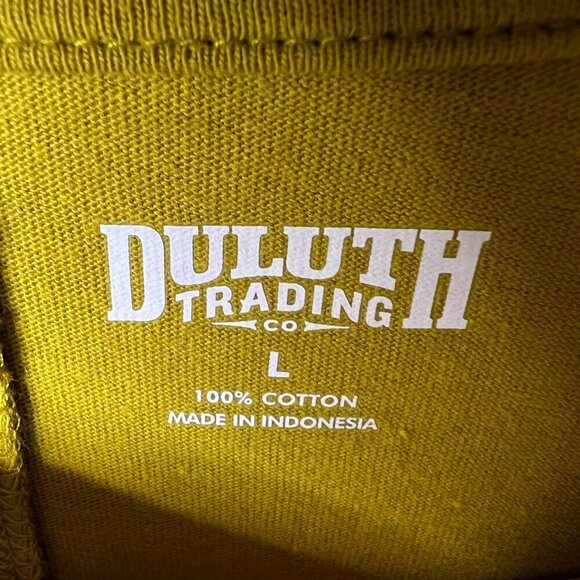 DULUTH
TRADING
CO
L
100% COTTON
MADE IN INDONESIA